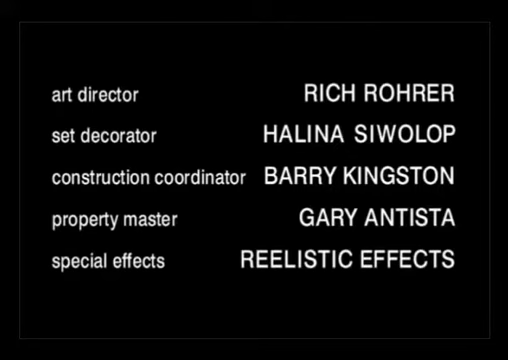 art director RICH ROHRER
set decorator HALINA SIWOLOP
construction coordinator BARRY KINGSTON
property master GARY ANTISTA
special effects REELISTIC EFFECTS